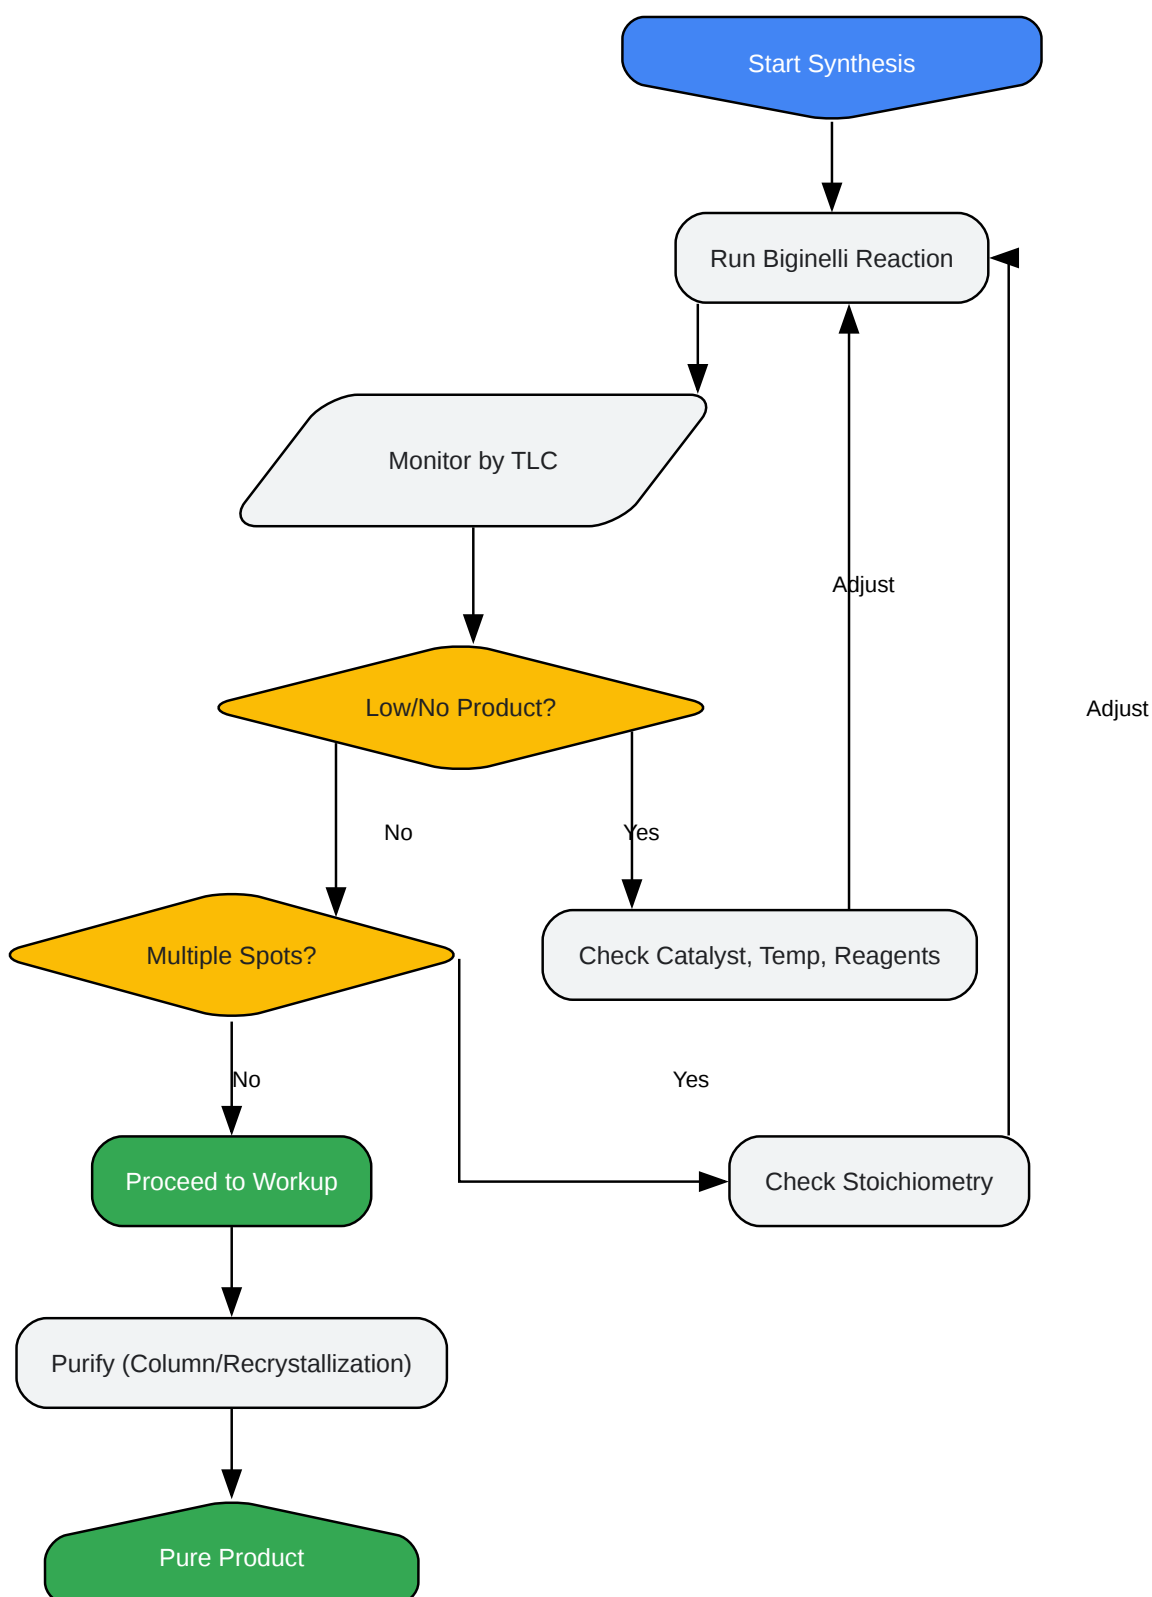 Start Synthesis
Run Biginelli Reaction
Monitor by TLC
Adjust
Low/No Product?
Adjust
No
Yes
Multiple Spots?
Check Catalyst, Temp, Reagents
No
Yes
Proceed to Workup
Check Stoichiometry
Purify (Column/Recrystallization)
Pure Product